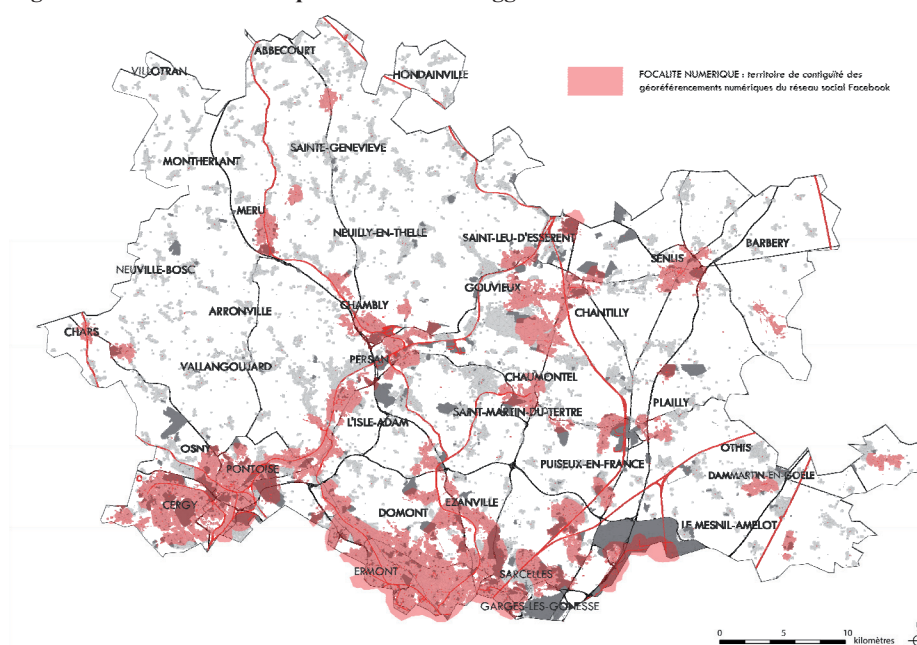 ABBECOURT
VILLOTRAN
HONDAINVILLE
FOCALITE NUMERIQUE : territoire de contiguïté des
géoréférencements numériques du réseau social Facebook
SAINTE-GENEVIEVE
MONTHERLANT
MERU
NEUILLY-EN-THELLE
SAINT-LEU-D'ESSERENT
BARBERY
SENLIS
NEUVILLE-BOSC
GOUVIEUX
ARRONVILLE
CHAMBLY
CHANTILLY
CHARS
PERSAN
VALLANGOUJARD
CHAUMONTEL
PLAILLY
SAINT-MARTIN-DU-TERTRE
L'ISLE-ADAM
OSNY
OTHIS
PONTOISE
PUISEUX-EN-FRANCE
DAMMARTIN-EN-GOELE
CERGY
EZANVILLE
DOMONT
LE MESNIL-AMELOT
ERMONT
SARCELLES
GARGES-LES-GONESSE
0 5 10 kilomètres